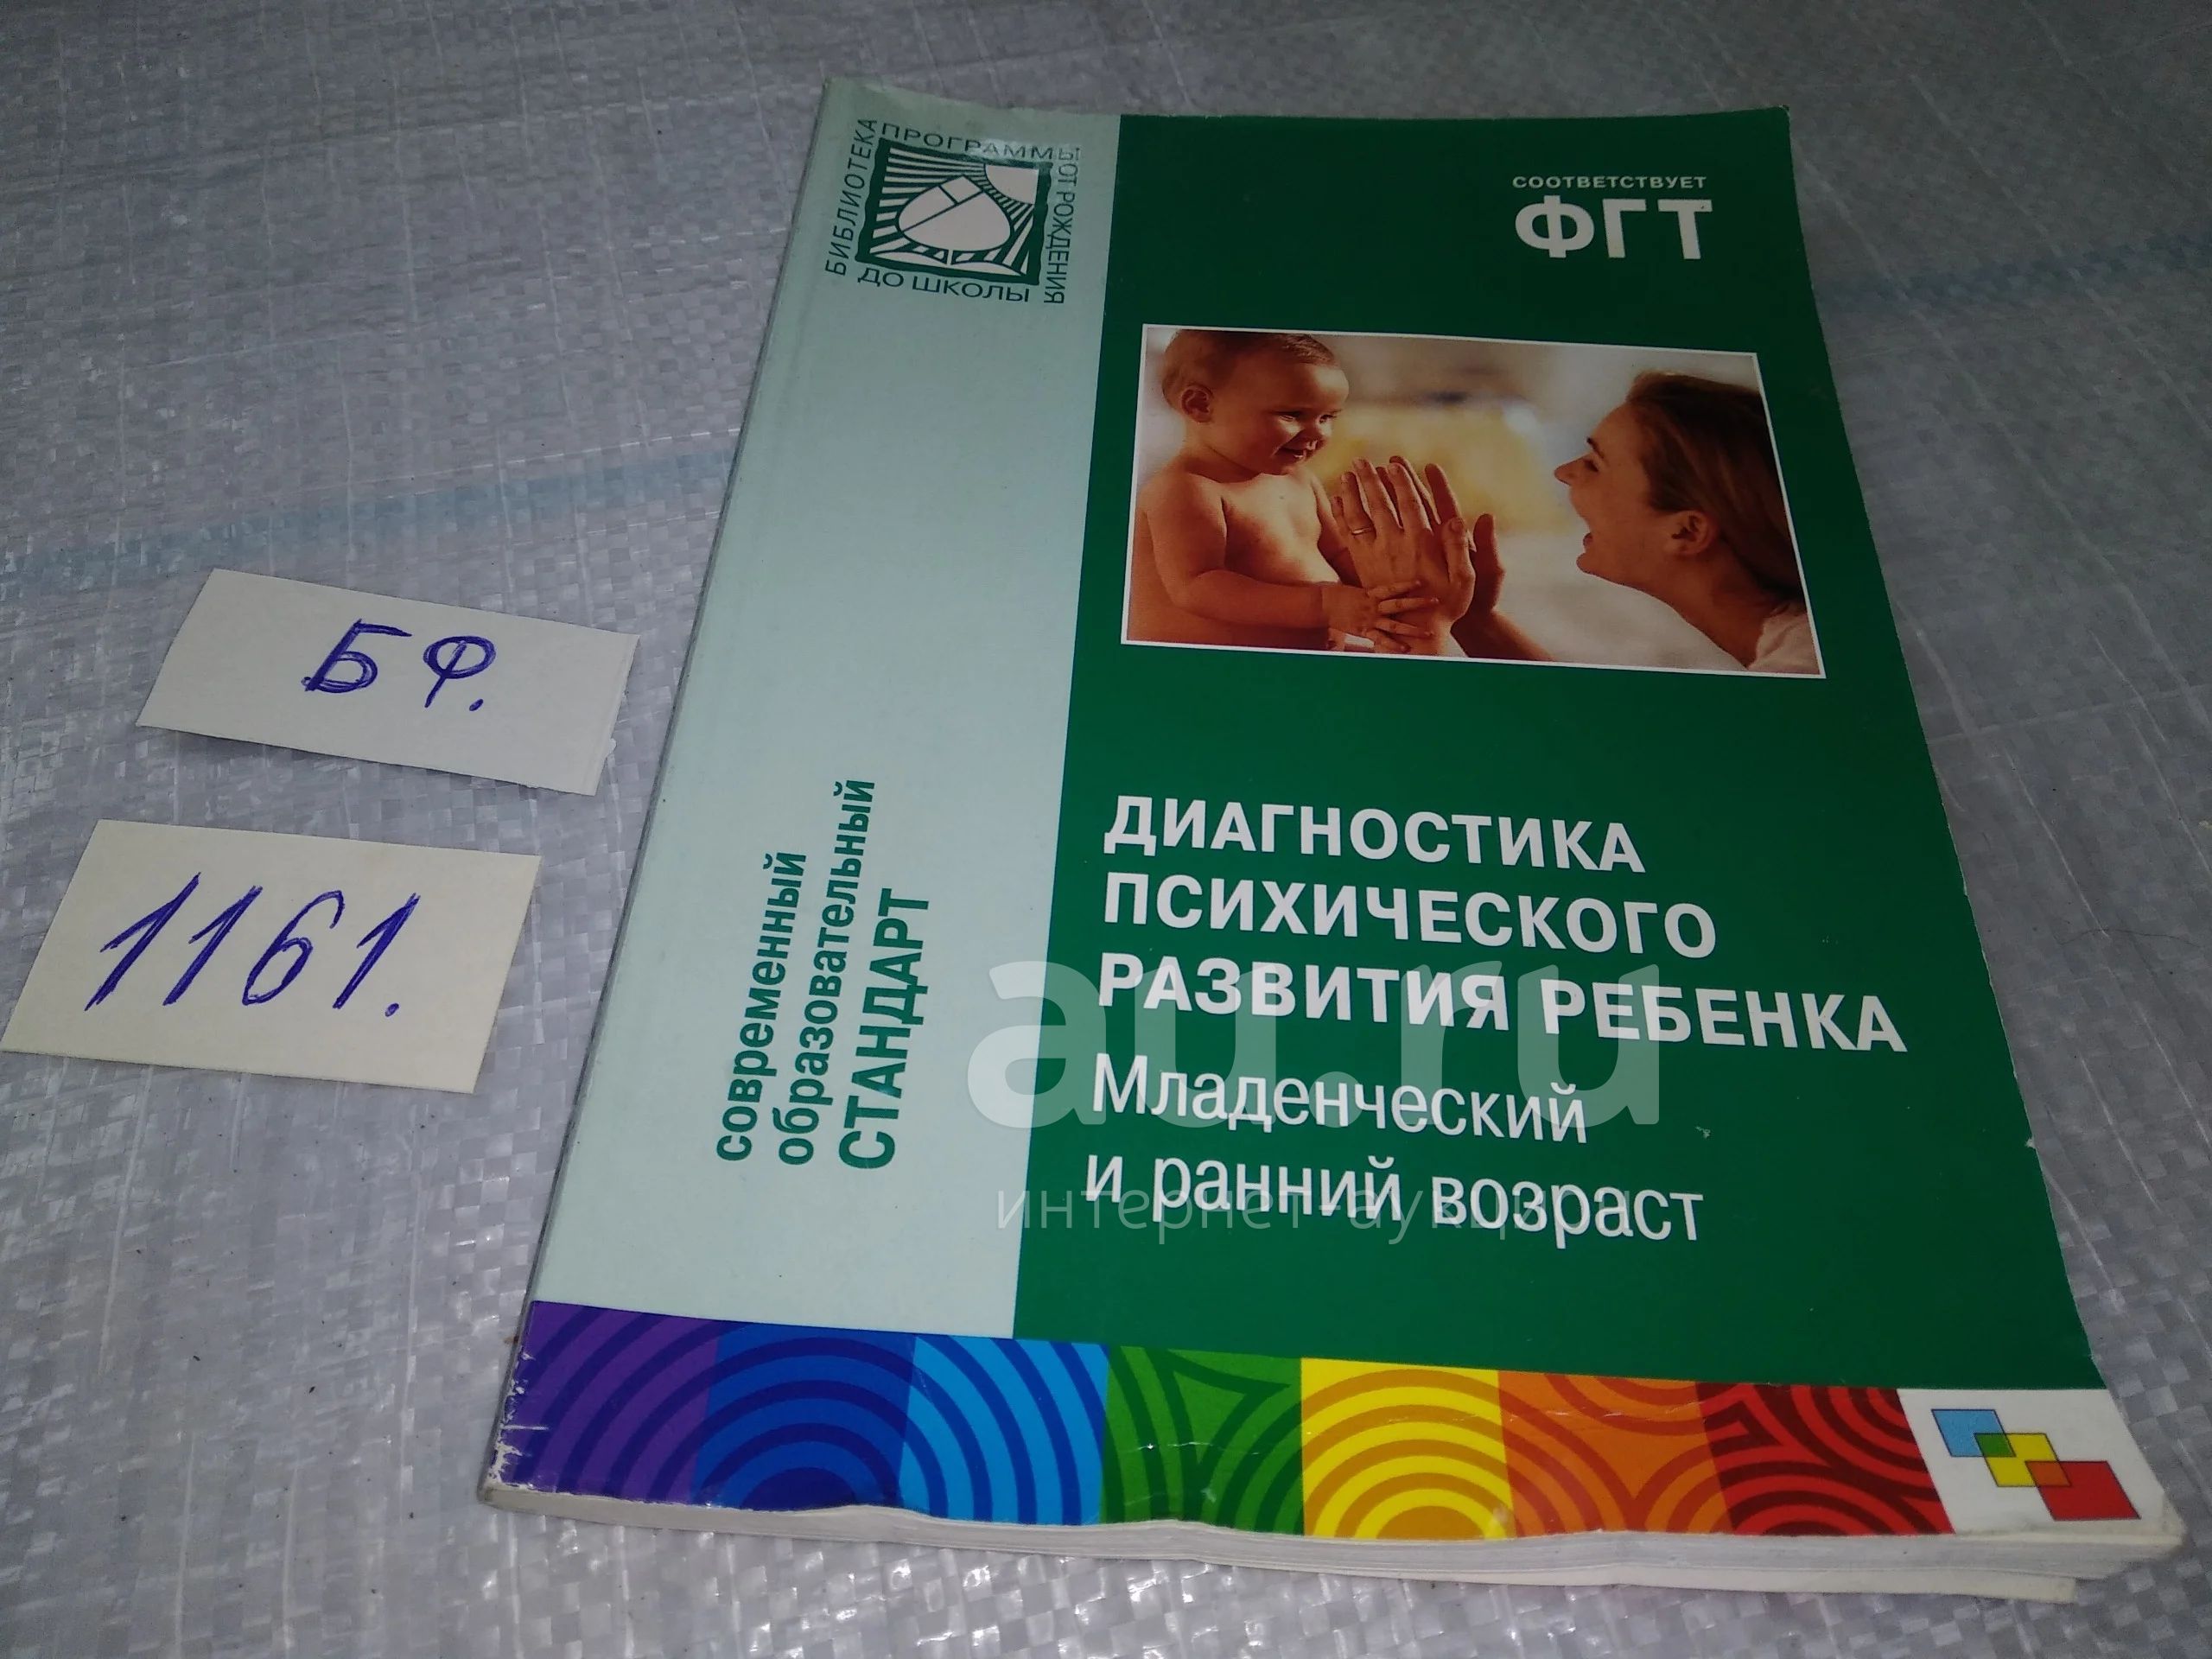 БИБЛИОТЕКА
ПРОГРАММЫ
ОТ РОЖДЕНИЯ
ДО ШКОЛЫ
СООТВЕТСТВУЕТ
ФГТ
БФ.
1161.
современный
образовательный
СТАНДАРТ
ДИАГНОСТИКА
ПСИХИЧЕСКОГО
РАЗВИТИЯ РЕБЕНКА
Младенческий
и ранний возраст
au.ru
интернет-аукцион